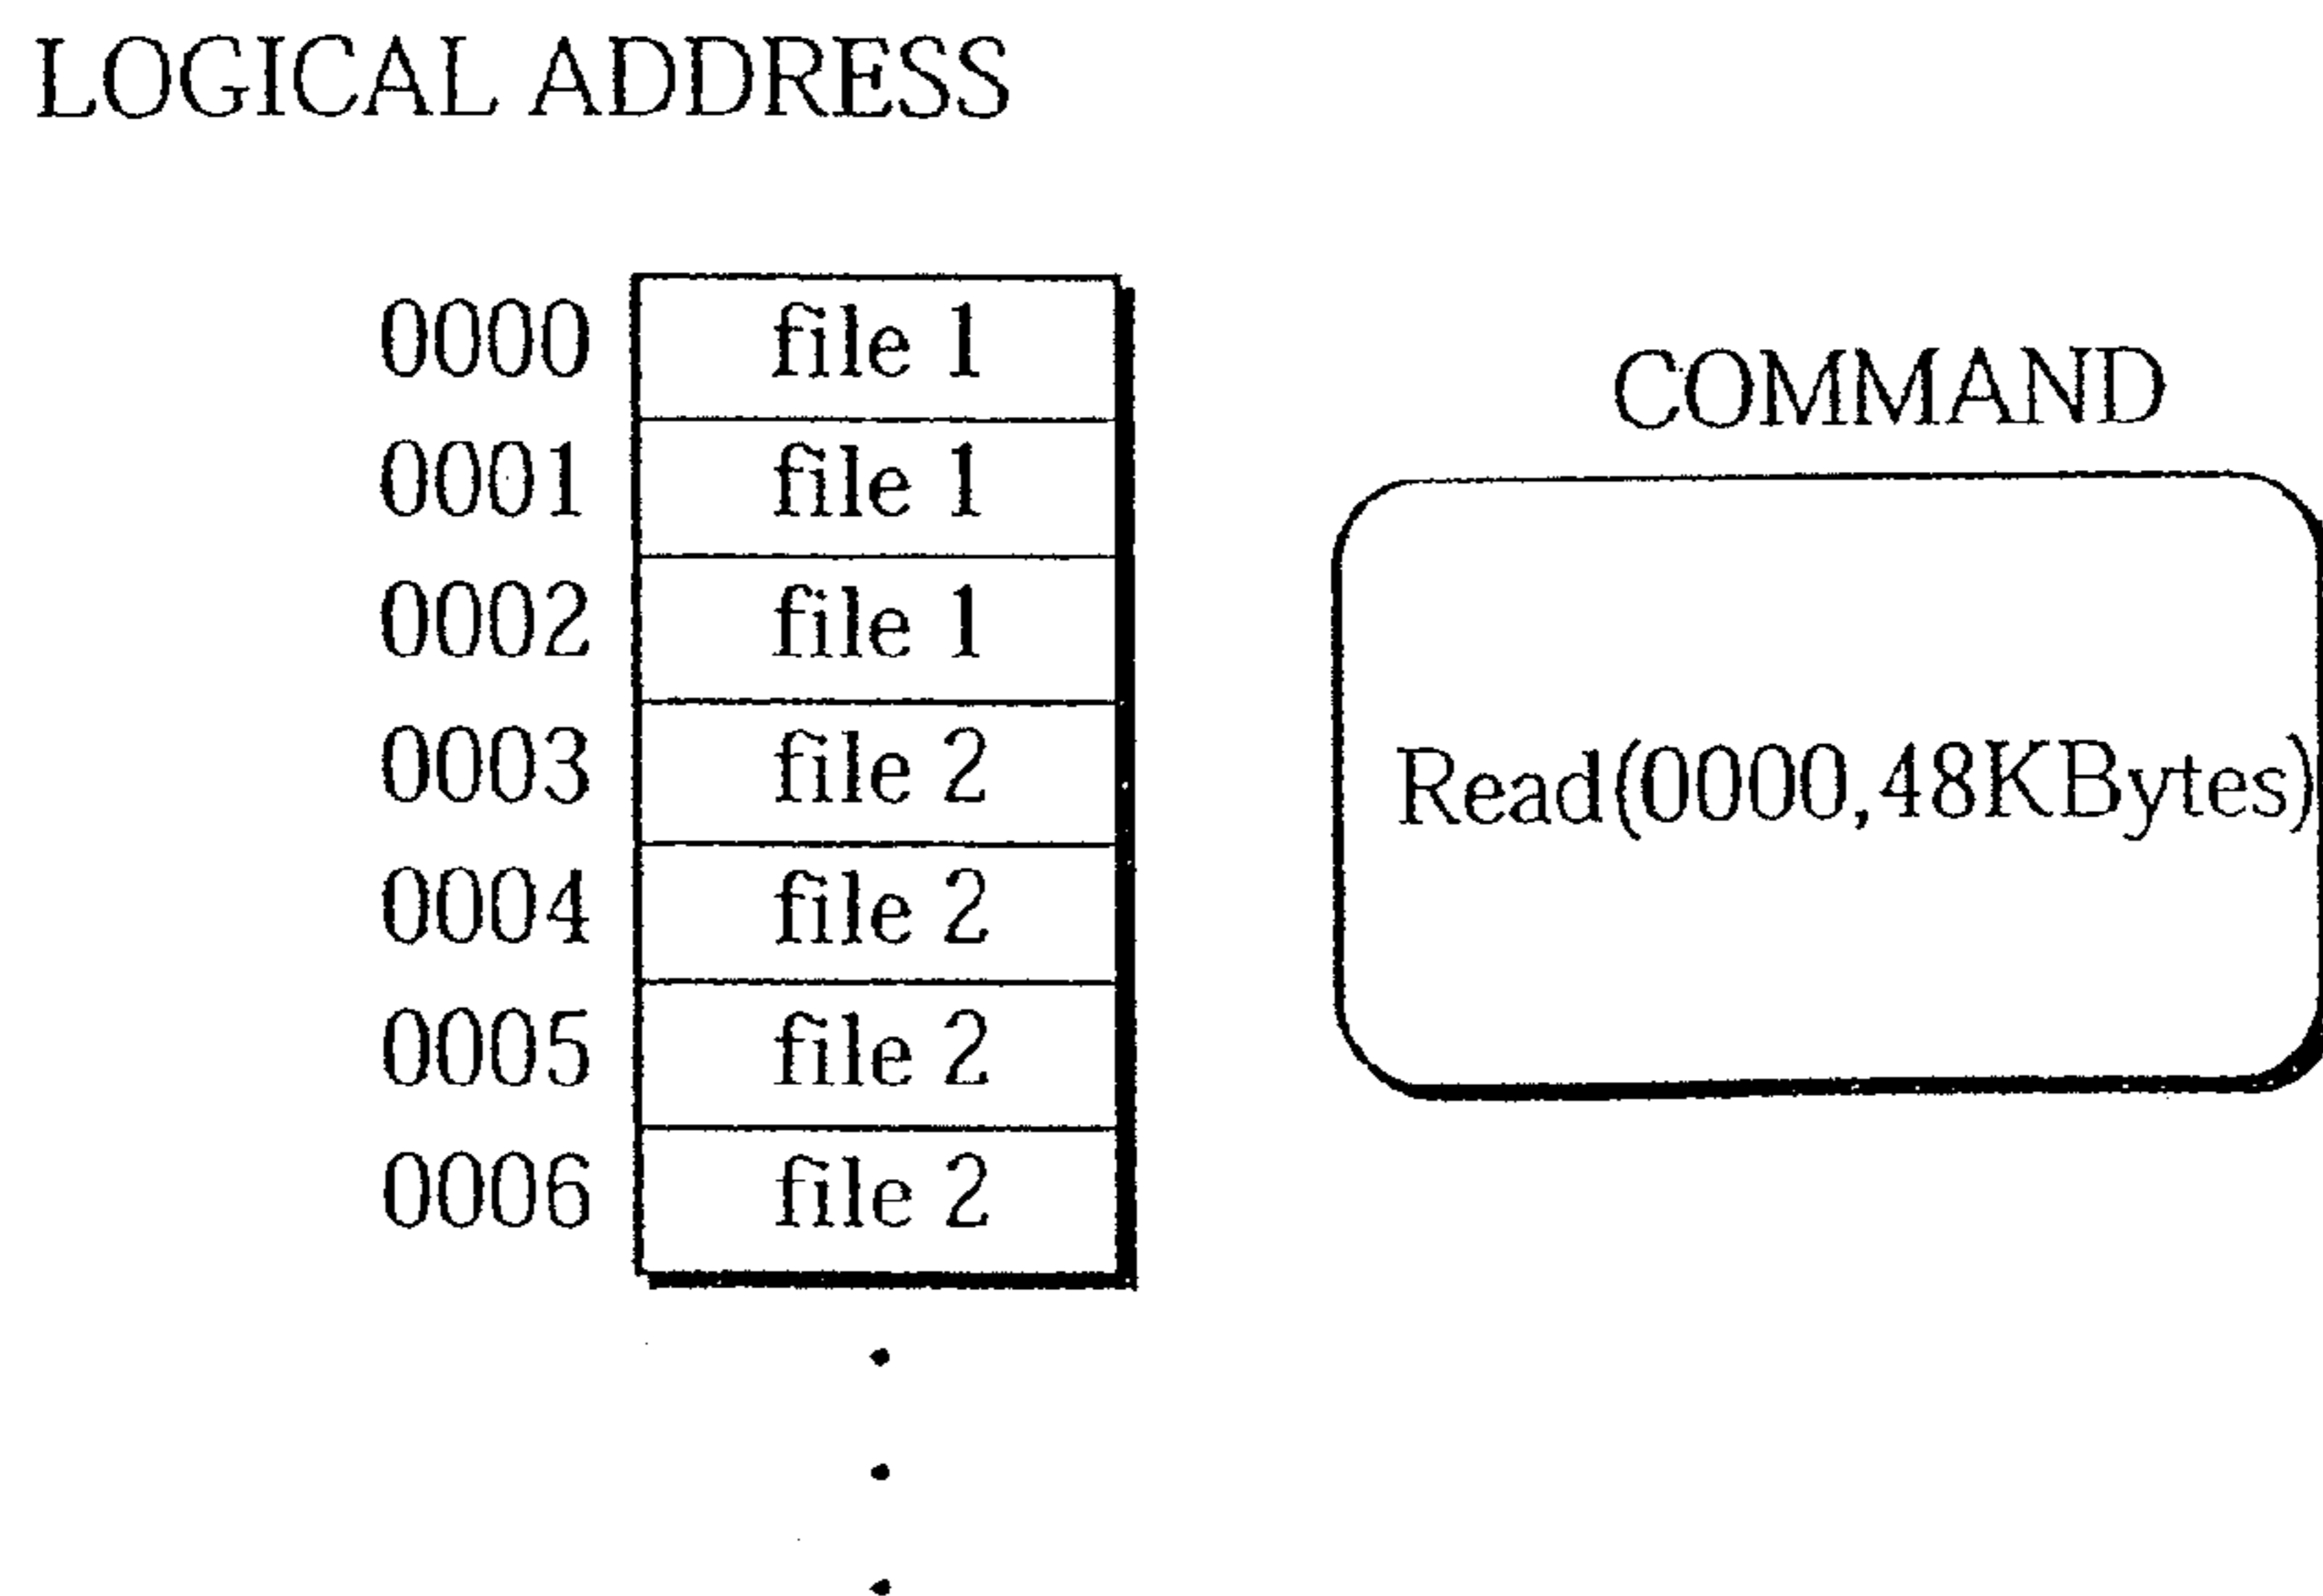 LOGICAL ADDRESS
0000 file 1
0001 file 1
0002 file 1
0003 file 2
0004 file 2
0005 file 2
0006 file 2
COMMAND
Read(0000,48KBytes)